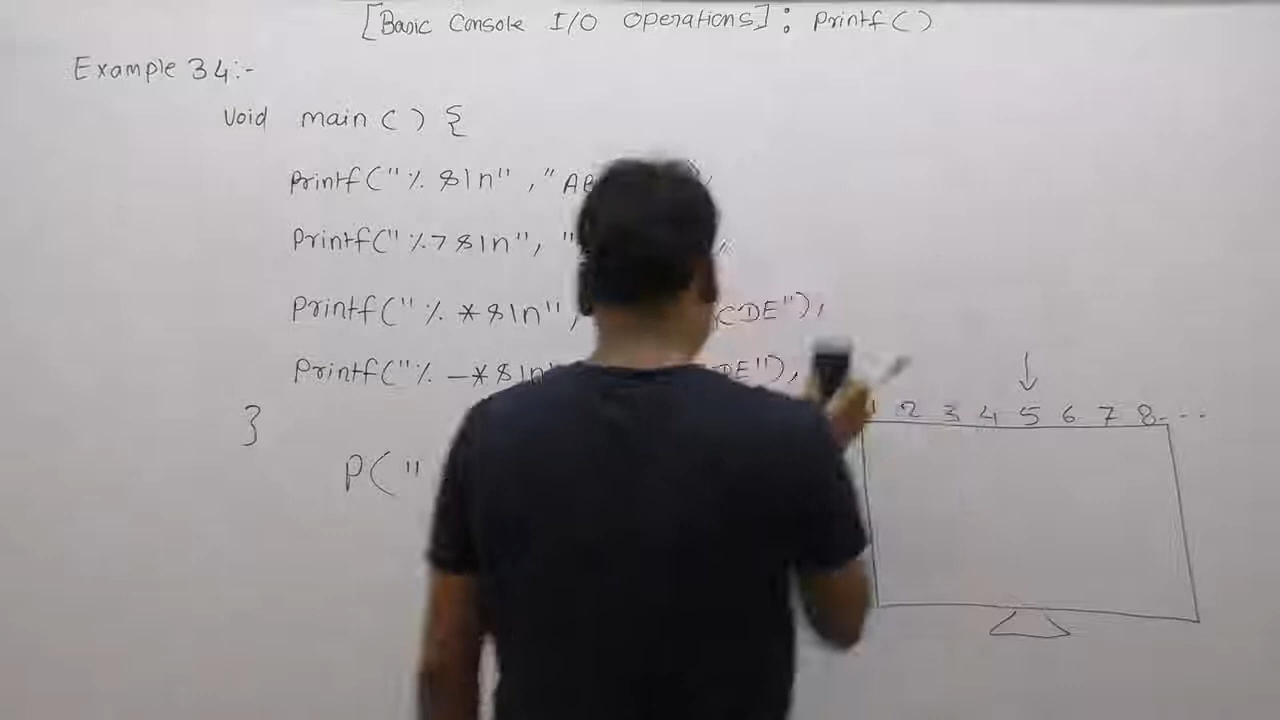 [Basic Console I/O Operations] : Printf()
Example 34:-
void main() {
printf("%s\n", "AB
printf("%7s\n", "
printf("%*s\n", CDE");
printf("%-*s\n" DE");
}
P("
1 2 3 4 5 6 7 8...